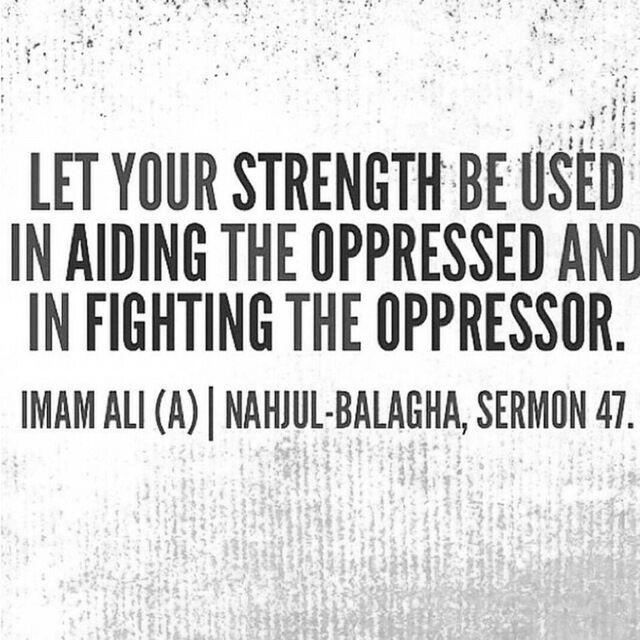 LET YOUR STRENGTH BE USED
IN AIDING THE OPPRESSED AND
IN FIGHTING THE OPPRESSOR.
IMAM ALI (A) | NAHJUL-BALAGHA, SERMON 47.